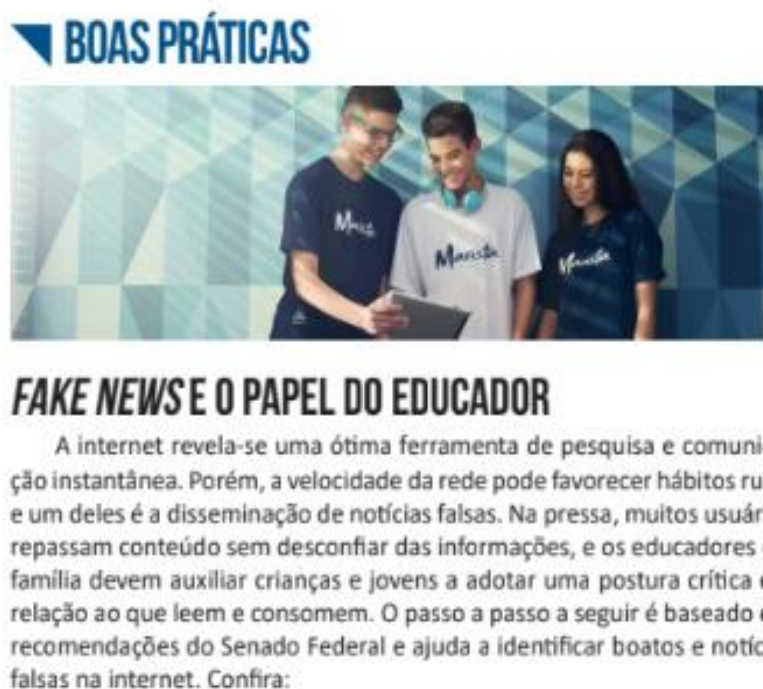 BOAS PRÁTICAS
Marista
Marista
Marista
FAKE NEWS E O PAPEL DO EDUCADOR
A internet revela-se uma ótima ferramenta de pesquisa e comuni
ção instantânea. Porém, a velocidade da rede pode favorecer hábitos ru
e um deles é a disseminação de notícias falsas. Na pressa, muitos usuár
repassam conteúdo sem desconfiar das informações, e os educadores
família devem auxiliar crianças e jovens a adotar uma postura crítica e
relação ao que leem e consomem. O passo a passo a seguir é baseado e
recomendações do Senado Federal e ajuda a identificar boatos e notíc
falsas na internet. Confira: